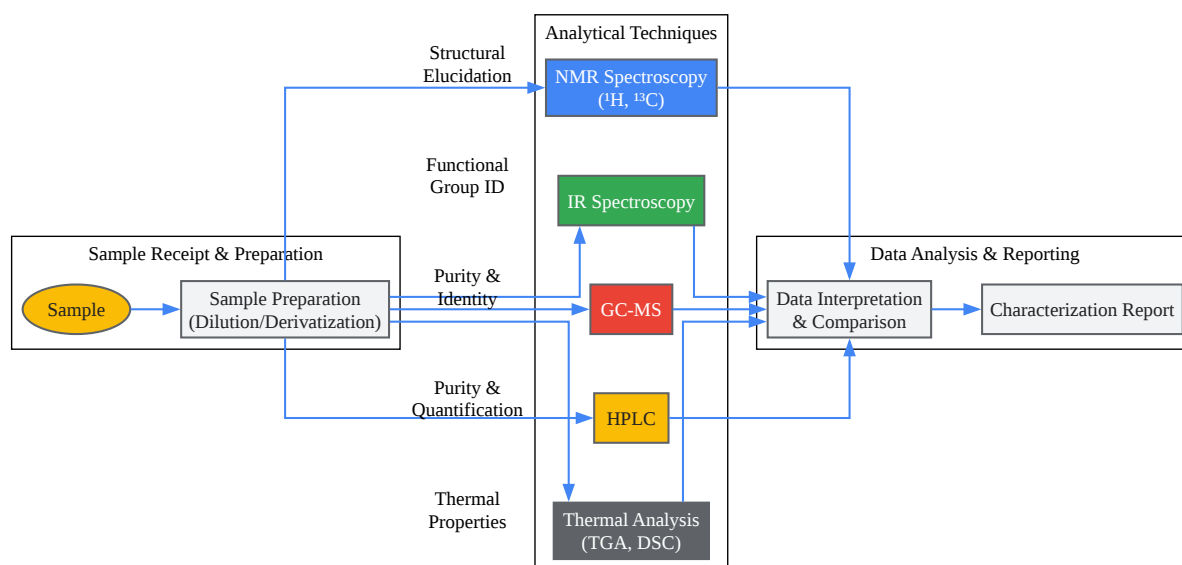 Analytical Techniques
Structural
Elucidation
NMR Spectroscopy
(¹H, ¹³C)
Functional
Group ID
IR Spectroscopy
Sample Receipt & Preparation
Sample
Sample Preparation
(Dilution/Derivatization)
Purity &
Identity
GC-MS
Data Analysis & Reporting
Data Interpretation
& Comparison
Characterization Report
Purity &
Quantification
HPLC
Thermal
Properties
Thermal Analysis
(TGA, DSC)